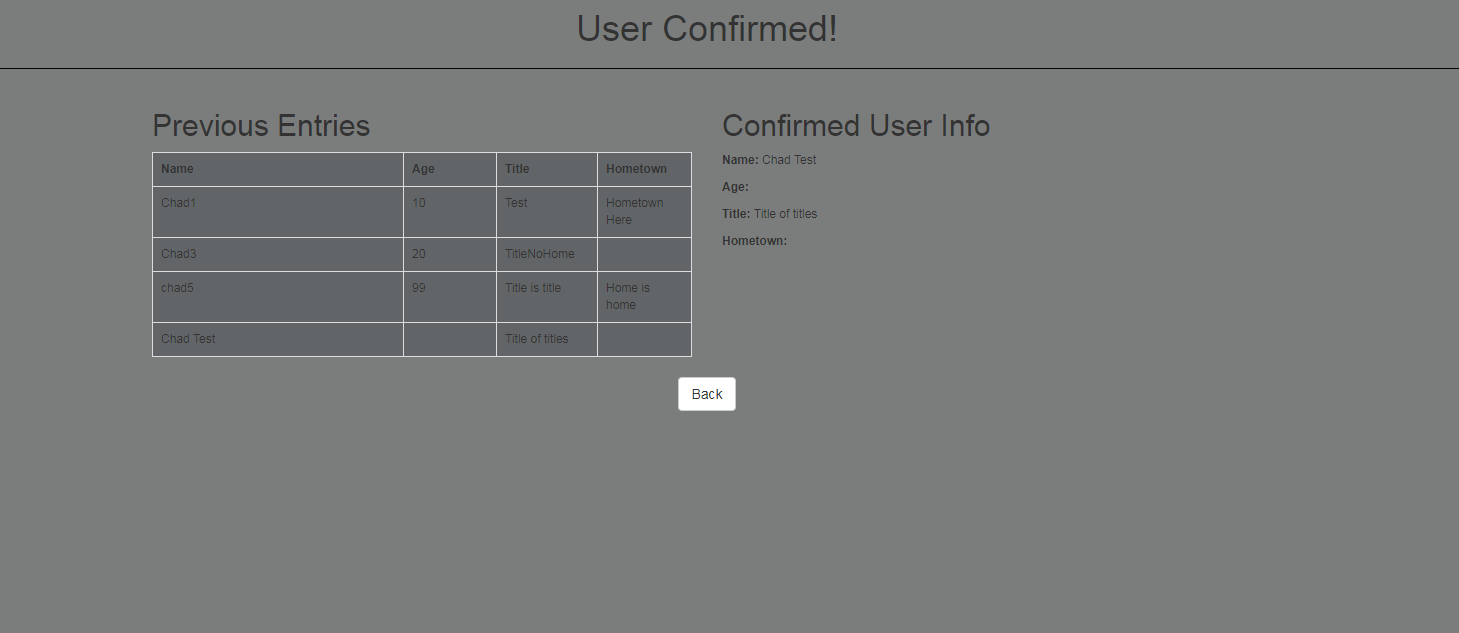 User Confirmed!
Previous Entries
Name Age Title Hometown
Chad1 10 Test Hometown
Here
Chad3 20 TitleNoHome
chad5 99 Title is title Home is
home
Chad Test Title of titles
Confirmed User Info
Name: Chad Test
Age:
Title: Title of titles
Hometown:
Back